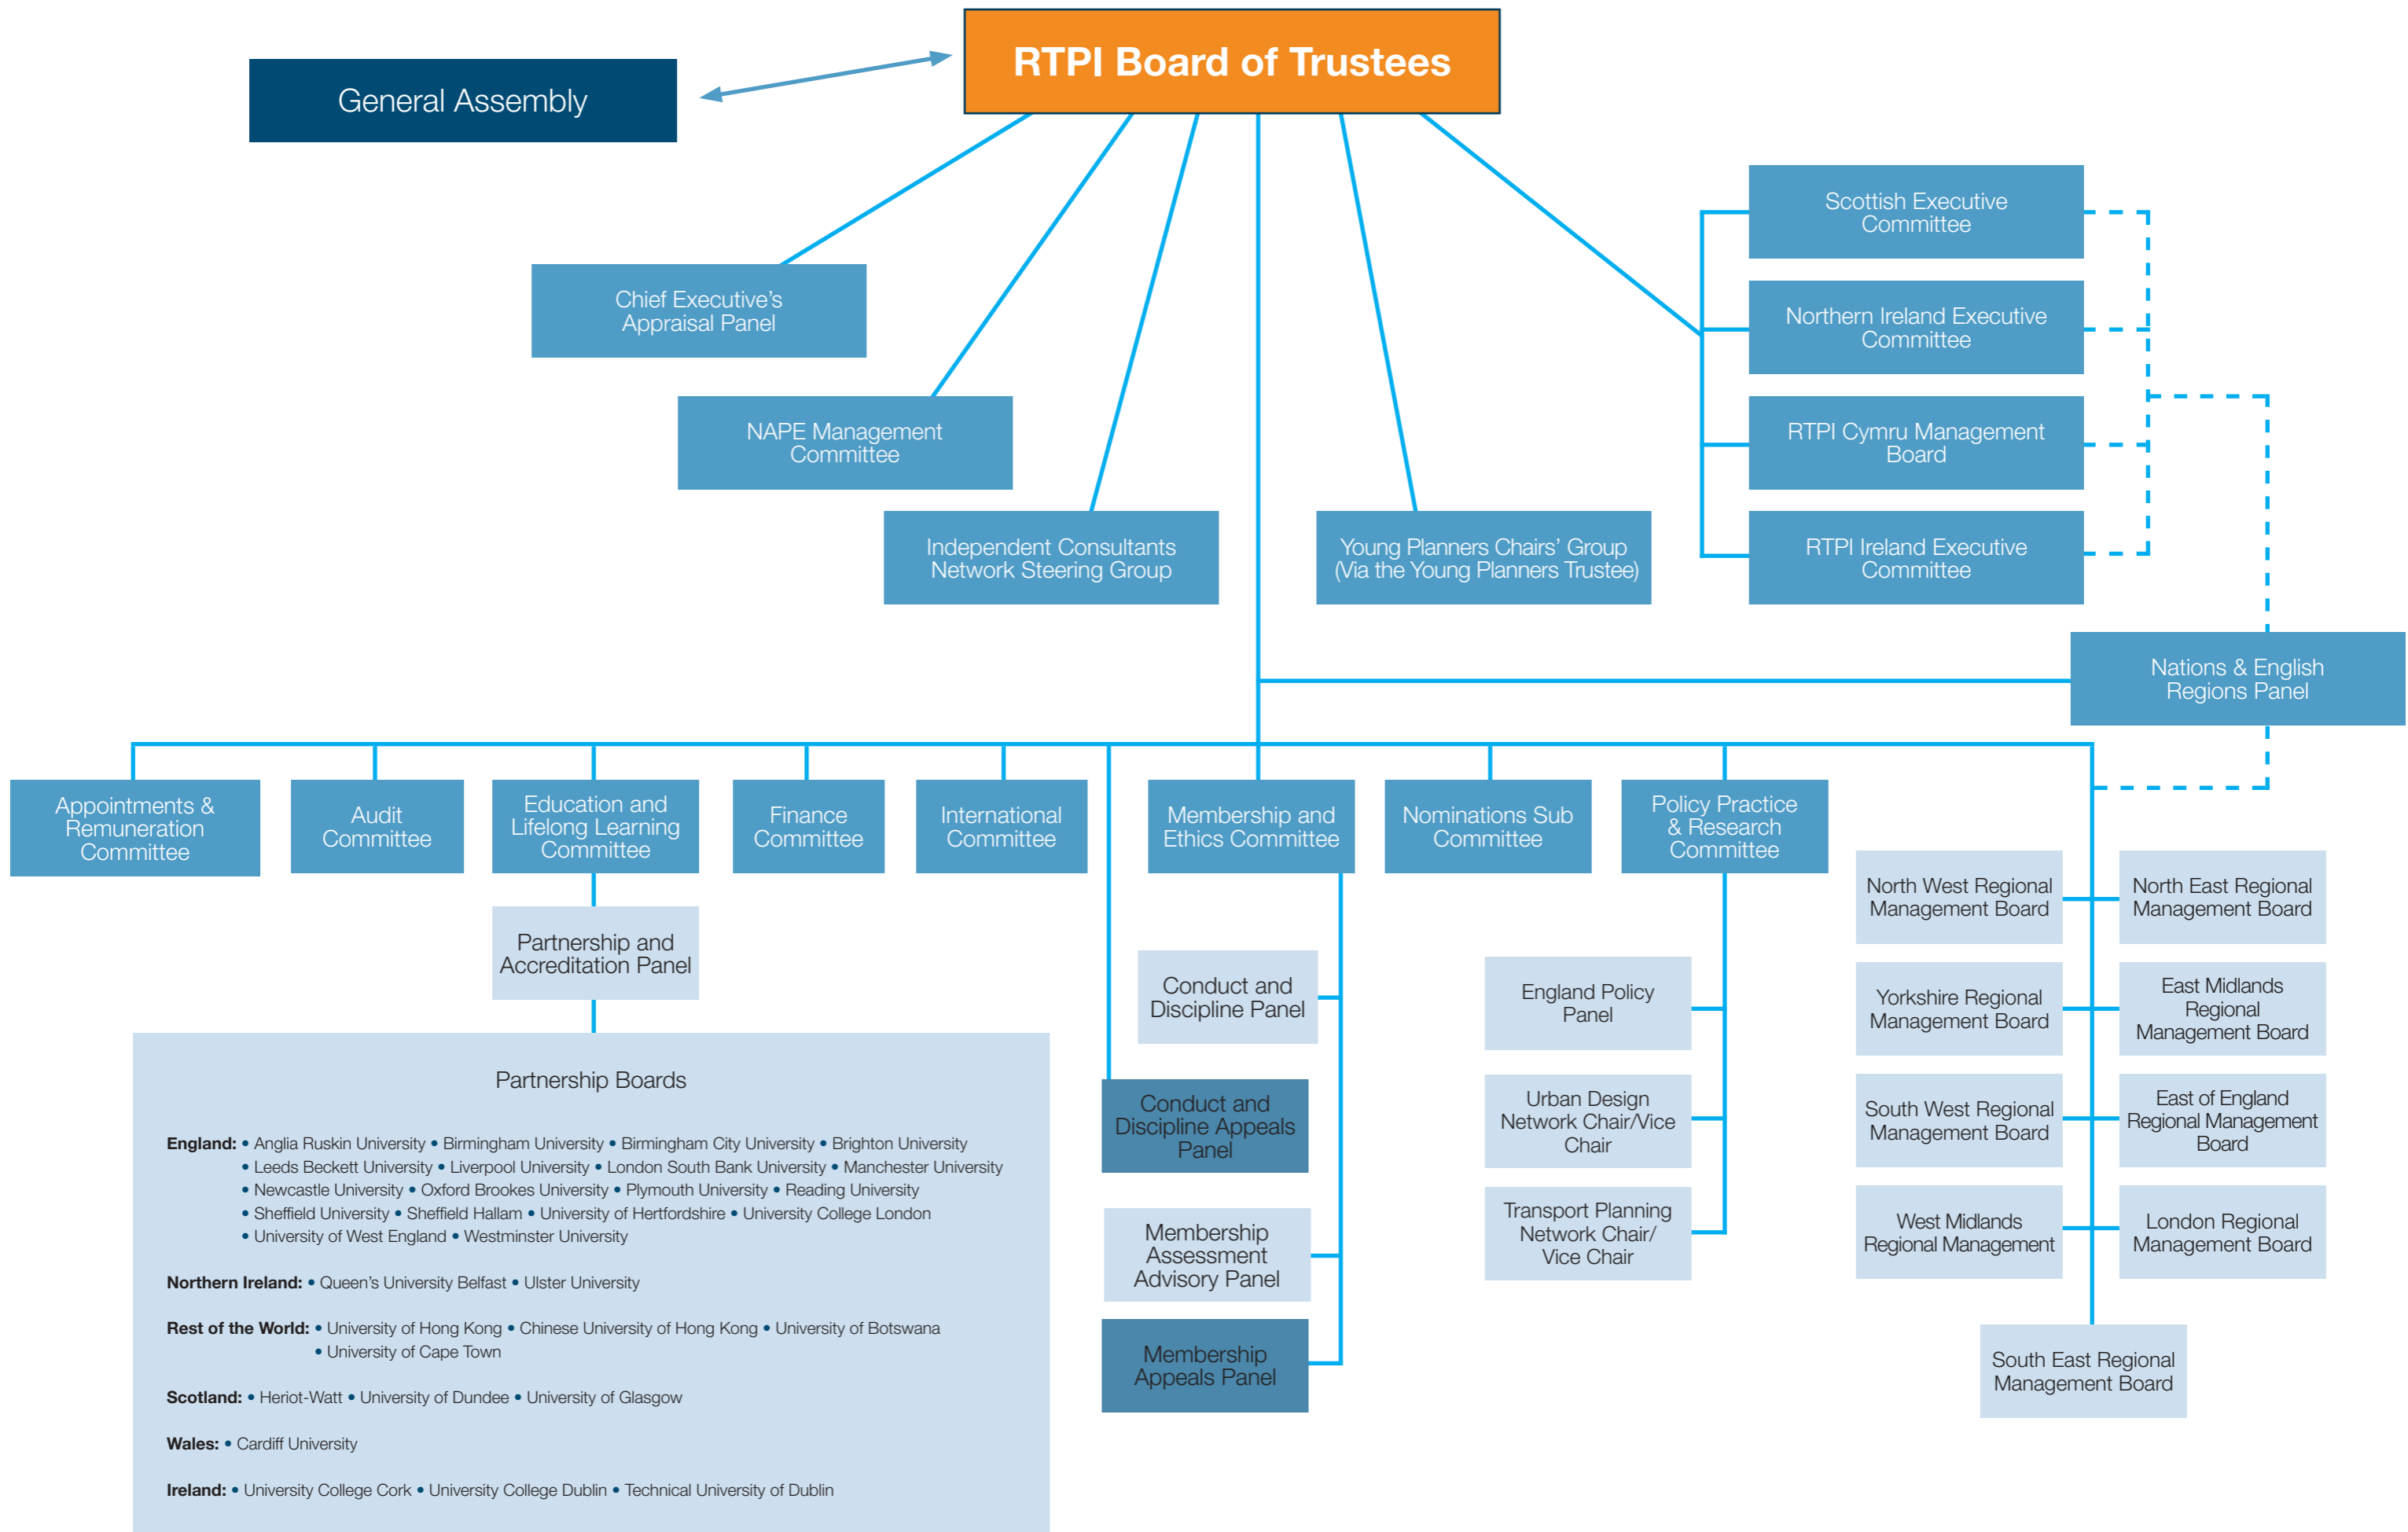 RTPI Board of Trustees
General Assembly
Scottish Executive
Committee
Chief Executive’s
Appraisal Panel
Northern Ireland Executive
Committee
NAPE Management
Committee
RTPI Cymru Management
Board
Independent Consultants
Network Steering Group
Young Planners Chairs’ Group
(Via the Young Planners Trustee)
RTPI Ireland Executive
Committee
Nations & English
Regions Panel
Appointments &
Remuneration
Committee
Audit
Committee
Education and
Lifelong Learning
Committee
Finance
Committee
International
Committee
Membership and
Ethics Committee
Nominations Sub
Committee
Policy Practice
& Research
Committee
Partnership and
Accreditation Panel
Partnership Boards
England: • Anglia Ruskin University • Birmingham University • Birmingham City University • Brighton University
• Leeds Beckett University • Liverpool University • London South Bank University • Manchester University
• Newcastle University • Oxford Brookes University • Plymouth University • Reading University
• Sheffield University • Sheffield Hallam • University of Hertfordshire • University College London
• University of West England • Westminster University
Northern Ireland: • Queen’s University Belfast • Ulster University
Rest of the World: • University of Hong Kong • Chinese University of Hong Kong • University of Botswana
• University of Cape Town
Scotland: • Heriot-Watt • University of Dundee • University of Glasgow
Wales: • Cardiff University
Ireland: • University College Cork • University College Dublin • Technical University of Dublin
Conduct and
Discipline Panel
Conduct and
Discipline Appeals
Panel
Membership
Assessment
Advisory Panel
Membership
Appeals Panel
England Policy
Panel
Urban Design
Network Chair/Vice
Chair
Transport Planning
Network Chair/
Vice Chair
North West Regional
Management Board
North East Regional
Management Board
Yorkshire Regional
Management Board
East Midlands
Regional
Management Board
South West Regional
Management Board
East of England
Regional Management
Board
West Midlands
Regional Management
London Regional
Management Board
South East Regional
Management Board